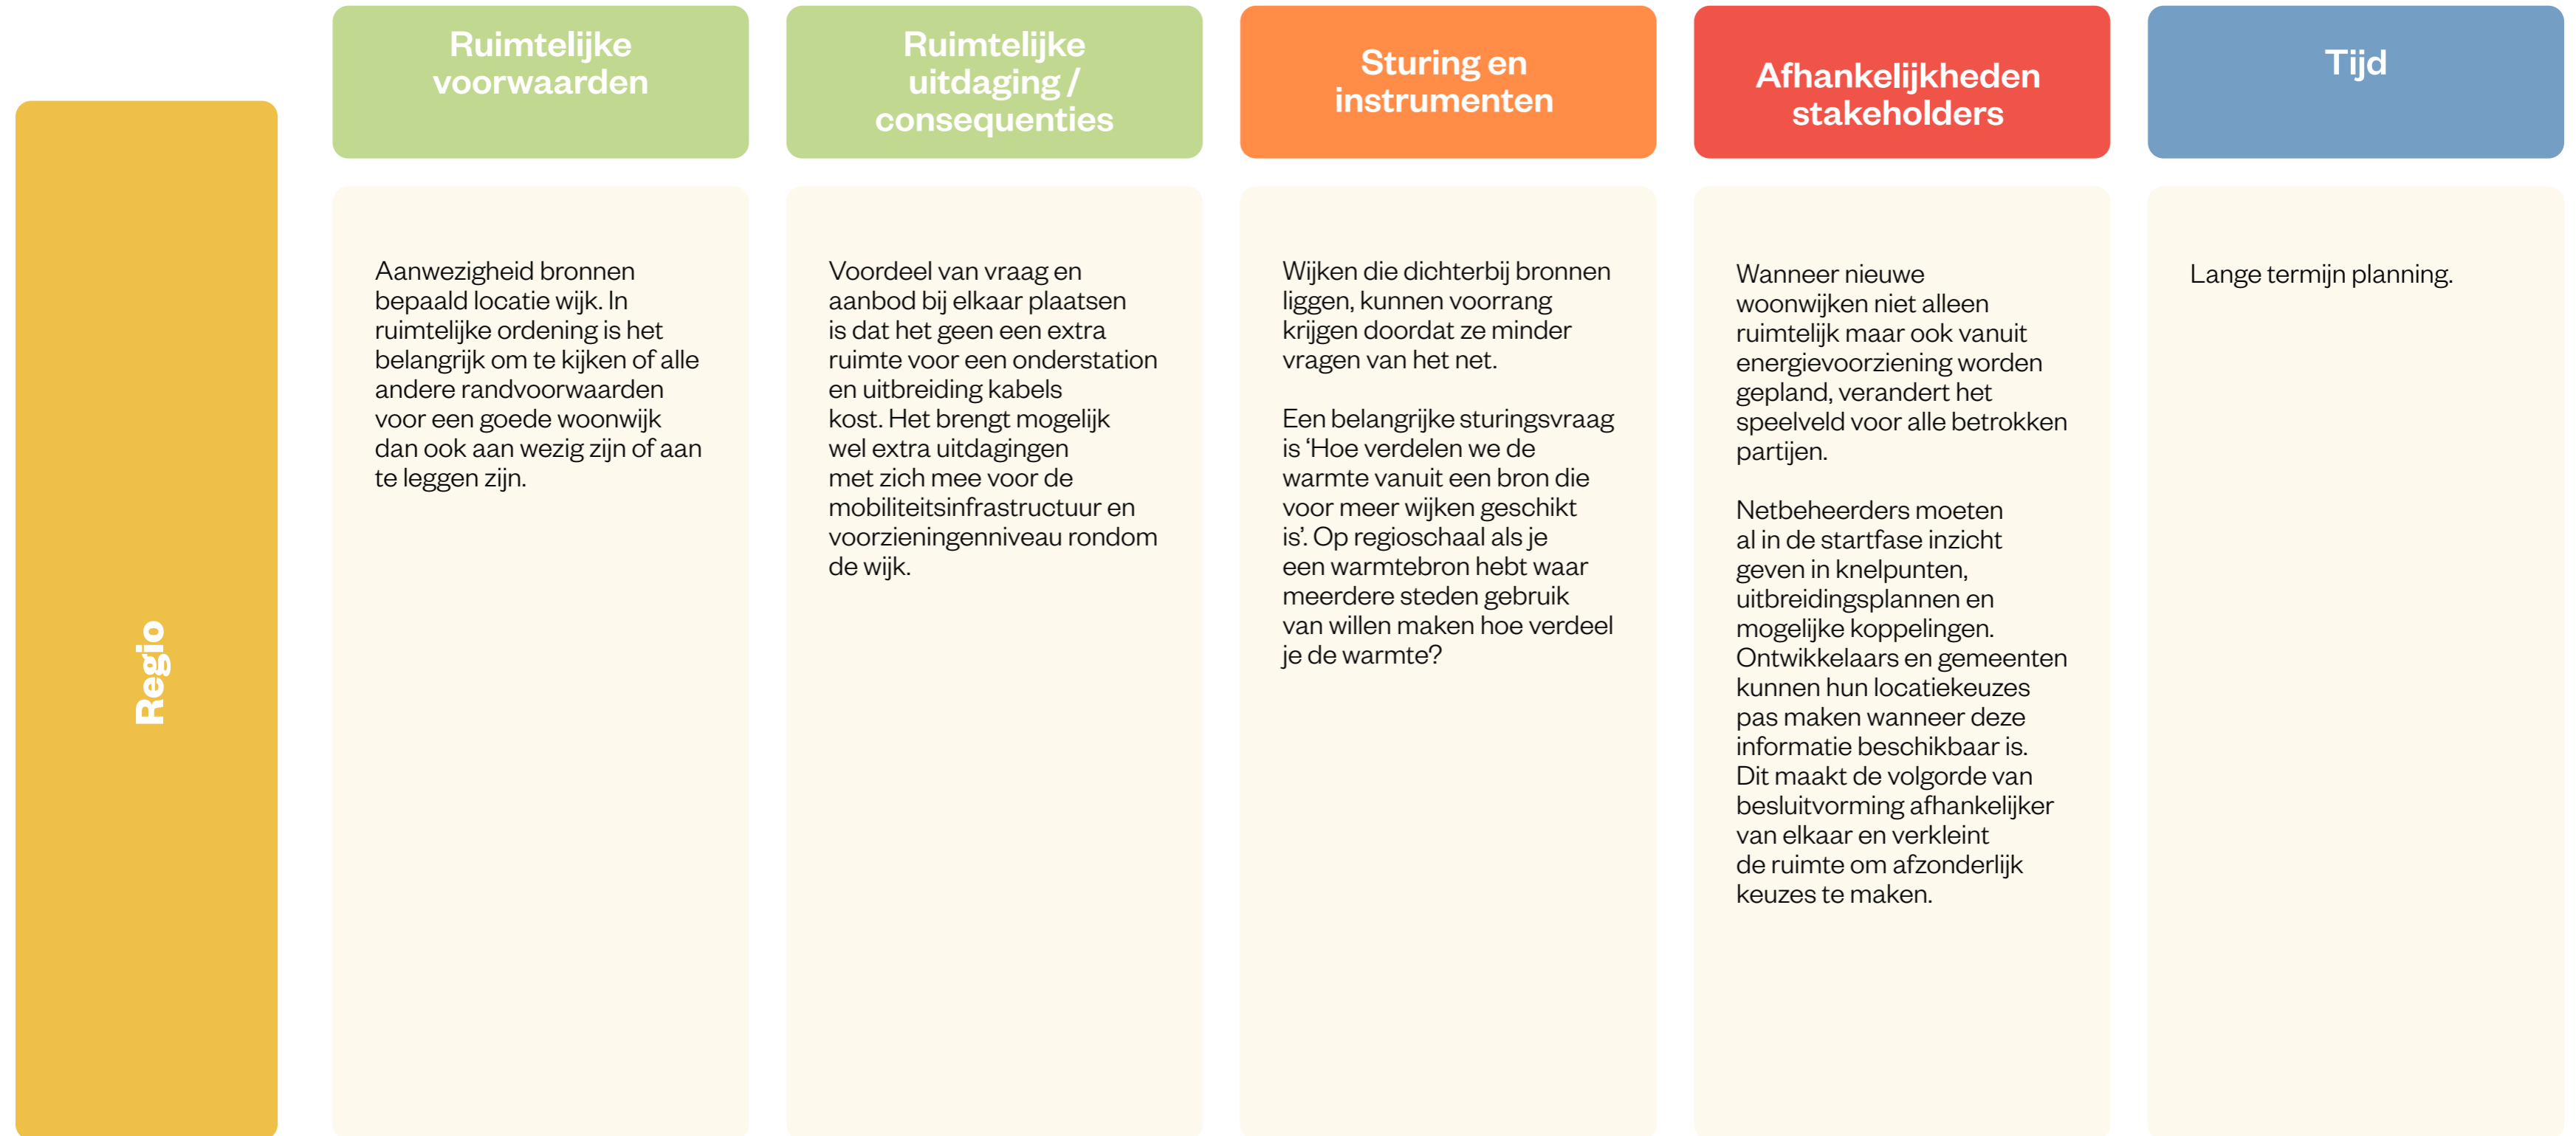 Ruimtelijke
voorwaarden
Ruimtelijke
uitdaging /
consequenties
Sturing en
instrumenten
Afhankelijkheden
stakeholders
Tijd
Regio
Aanwezigheid bronnen
bepaald locatie wijk. In
ruimtelijke ordening is het
belangrijk om te kijken of alle
andere randvoorwaarden
voor een goede woonwijk
dan ook aan wezig zijn of aan
te leggen zijn.
Voordeel van vraag en
aanbod bij elkaar plaatsen
is dat het geen een extra
ruimte voor een onderstation
en uitbreiding kabels
kost. Het brengt mogelijk
wel extra uitdagingen
met zich mee voor de
mobiliteitsinfrastructuur en
voorzieningenniveau rondom
de wijk.
Wijken die dichterbij bronnen
liggen, kunnen voorrang
krijgen doordat ze minder
vragen van het net.
Een belangrijke sturingsvraag
is ‘Hoe verdelen we de
warmte vanuit een bron die
voor meer wijken geschikt
is’. Op regioschaal als je
een warmtebron hebt waar
meerdere steden gebruik
van willen maken hoe verdeel
je de warmte?
Wanneer nieuwe
woonwijken niet alleen
ruimtelijk maar ook vanuit
energievoorziening worden
gepland, verandert het
speelveld voor alle betrokken
partijen.
Netbeheerders moeten
al in de startfase inzicht
geven in knelpunten,
uitbreidingsplannen en
mogelijke koppelingen.
Ontwikkelaars en gemeenten
kunnen hun locatiekeuzes
pas maken wanneer deze
informatie beschikbaar is.
Dit maakt de volgorde van
besluitvorming afhankelijker
van elkaar en verkleint
de ruimte om afzonderlijk
keuzes te maken.
Lange termijn planning.